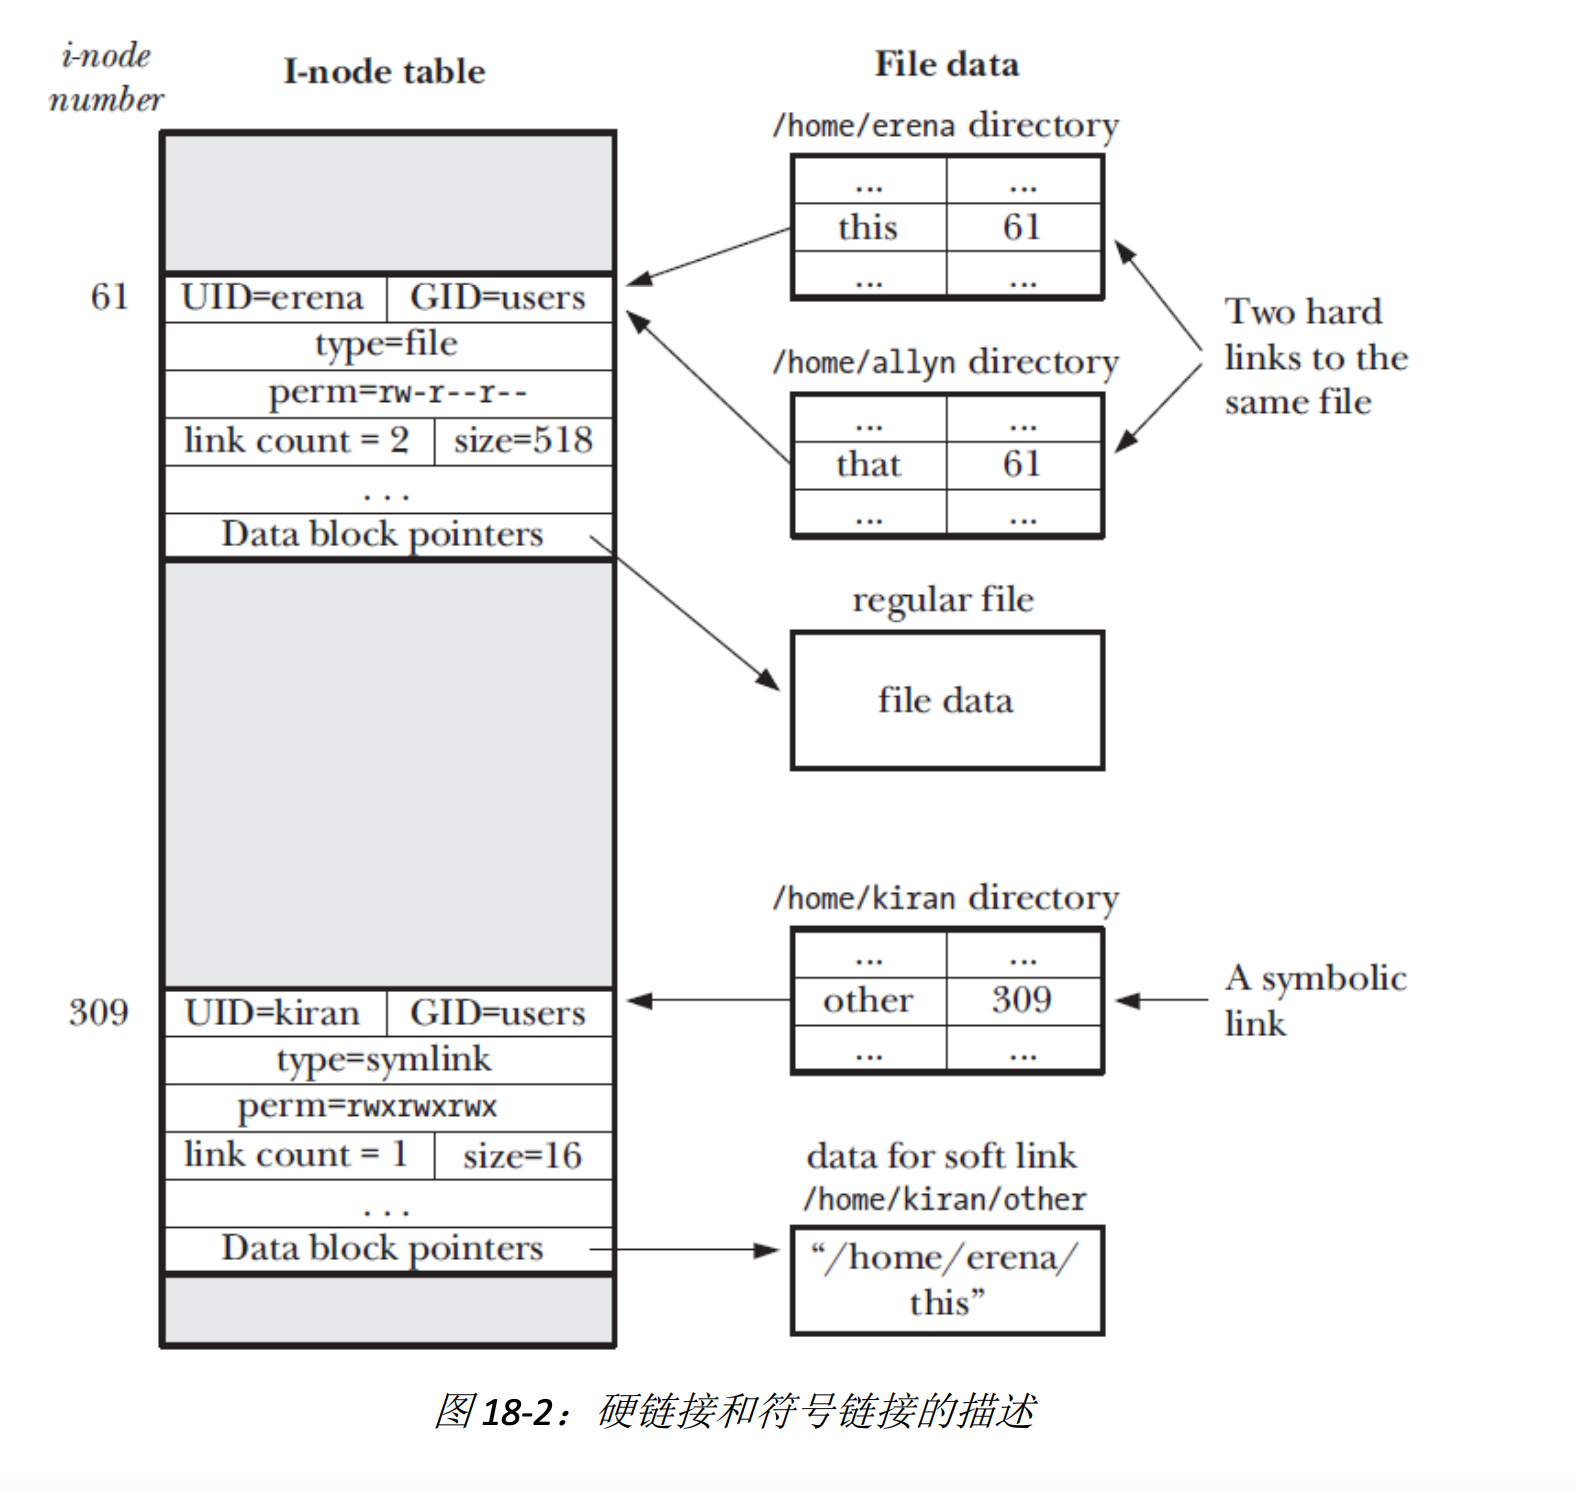 i-node
number
I-node table
File data
/home/erena directory
... ...
this 61
... ...
61
UID=erena GID=users
type=file
perm=rw-r--r--
link count = 2 size=518
...
Data block pointers
/home/allyn directory
... ...
that 61
... ...
Two hard
links to the
same file
regular file
file data
/home/kiran directory
... ...
other 309
... ...
A symbolic
link
309
UID=kiran GID=users
type=symlink
perm=rwxrwxrwx
link count = 1 size=16
...
Data block pointers
data for soft link
/home/kiran/other
“/home/erena/
this”
图 18-2：硬链接和符号链接的描述